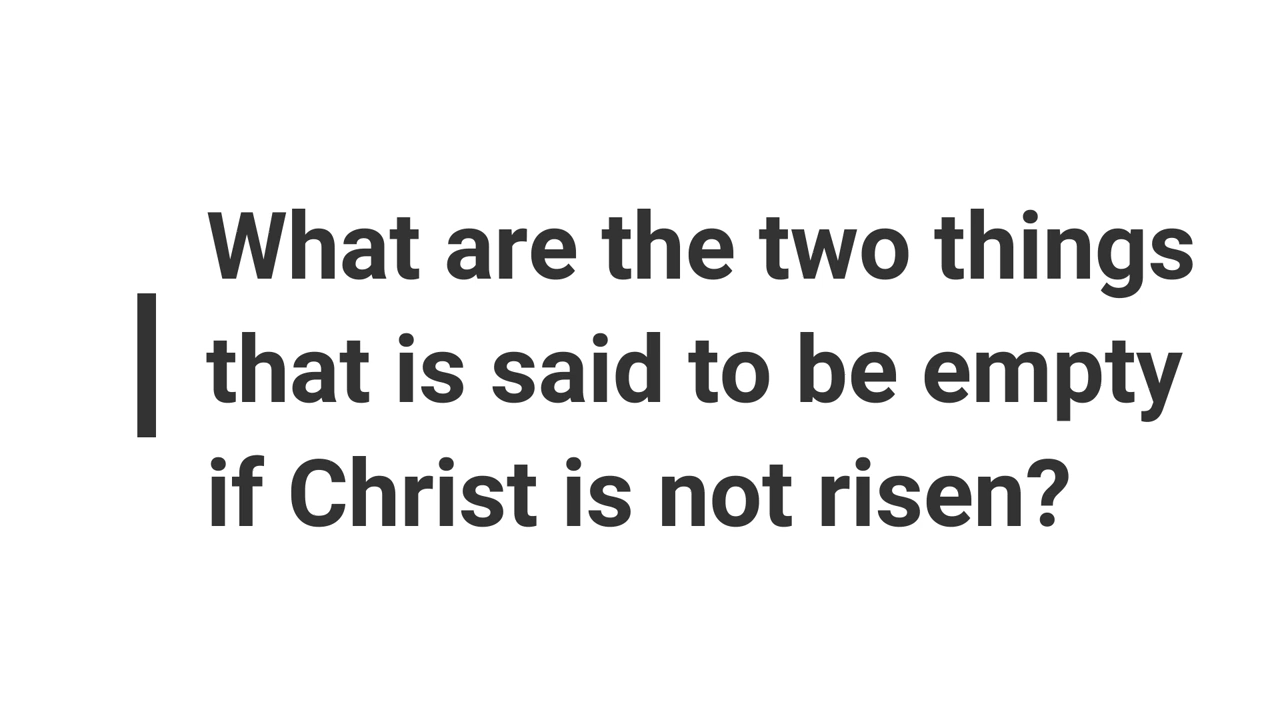 What are the two things
that is said to be empty
if Christ is not risen?